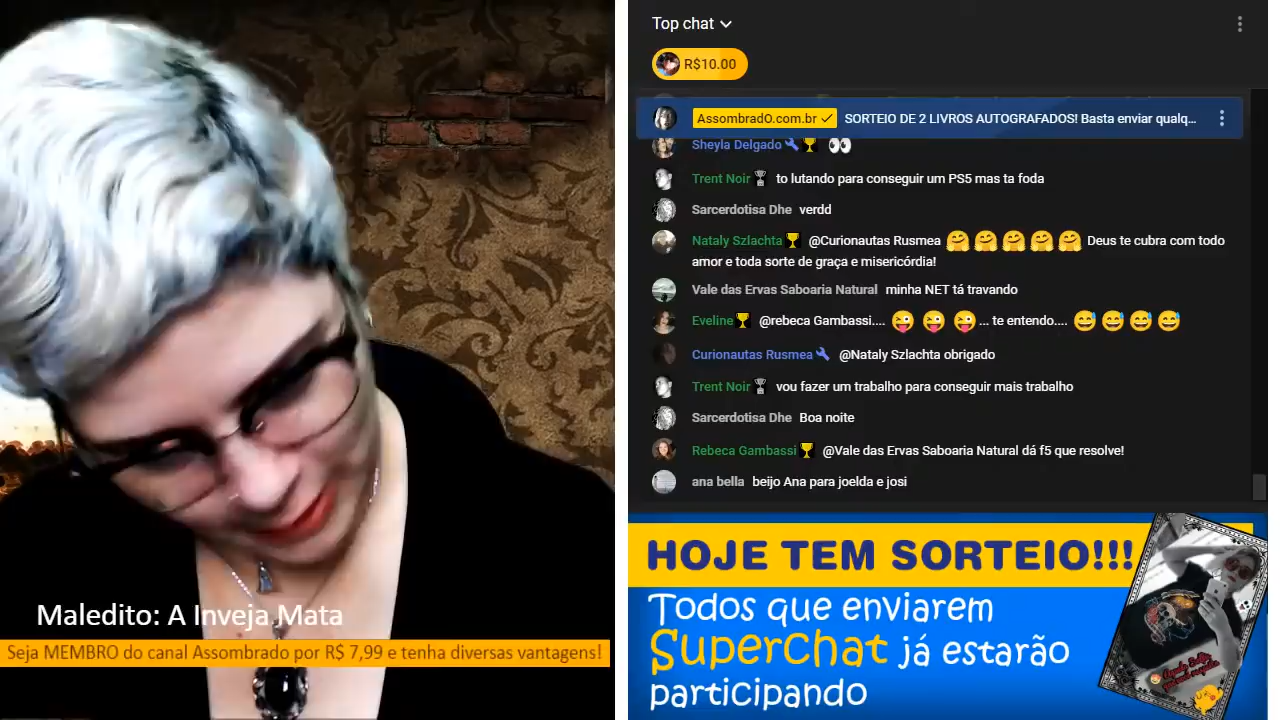 Top chat
R$10.00
AssombradO.com.br SORTEIO DE 2 LIVROS AUTOGRAFADOS! Basta enviar qualq...
Sheyla Delgado 👀
Trent Noir to lutando para conseguir um PS5 mas ta foda
Sarcerdotisa Dhe verdd
Nataly Szlachta @Curionautas Rusmea 🤗 🤗 🤗 🤗 🤗 Deus te cubra com todo
amor e toda sorte de graça e misericórdia!
Vale das Ervas Saboaria Natural minha NET tá travando
Eveline @rebeca Gambassi.... 😜 😜 😜 ... te entendo.... 😅 😅 😅 😅
Curionautas Rusmea @Nataly Szlachta obrigado
Trent Noir vou fazer um trabalho para conseguir mais trabalho
Sarcerdotisa Dhe Boa noite
Rebeca Gambassi @Vale das Ervas Saboaria Natural dá f5 que resolve!
ana bella beijo Ana para joelda e josi
Maledito: A Inveja Mata
Seja MEMBRO do canal Assombrado por R$ 7,99 e tenha diversas vantagens!
HOJE TEM SORTEIO!!!
Todos que enviarem
Superchat já estarão
participando